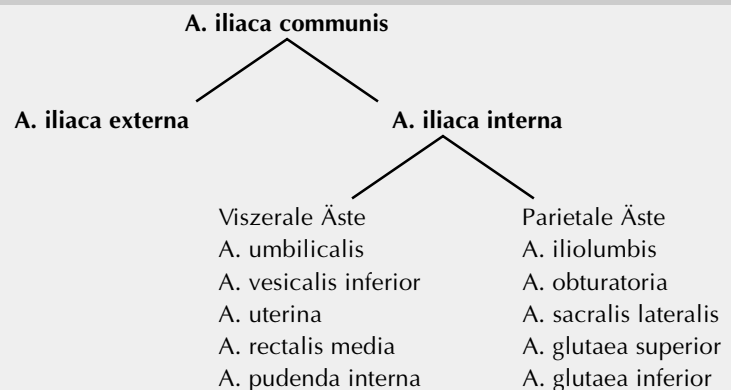 A. iliaca communis
A. iliaca externa
A. iliaca interna
Viszerale Äste
A. umbilicalis
A. vesicalis inferior
A. uterina
A. rectalis media
A. pudenda interna
Parietale Äste
A. iliolumbis
A. obturatoria
A. sacralis lateralis
A. glutaea superior
A. glutaea inferior